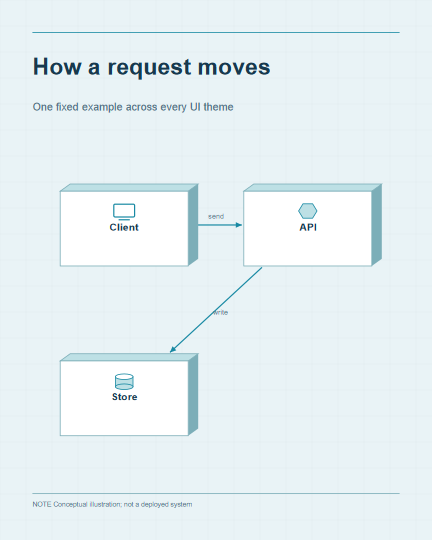 How a request moves
One fixed example across every UI theme
send
Client
API
write
Store
NOTE Conceptual illustration; not a deployed system